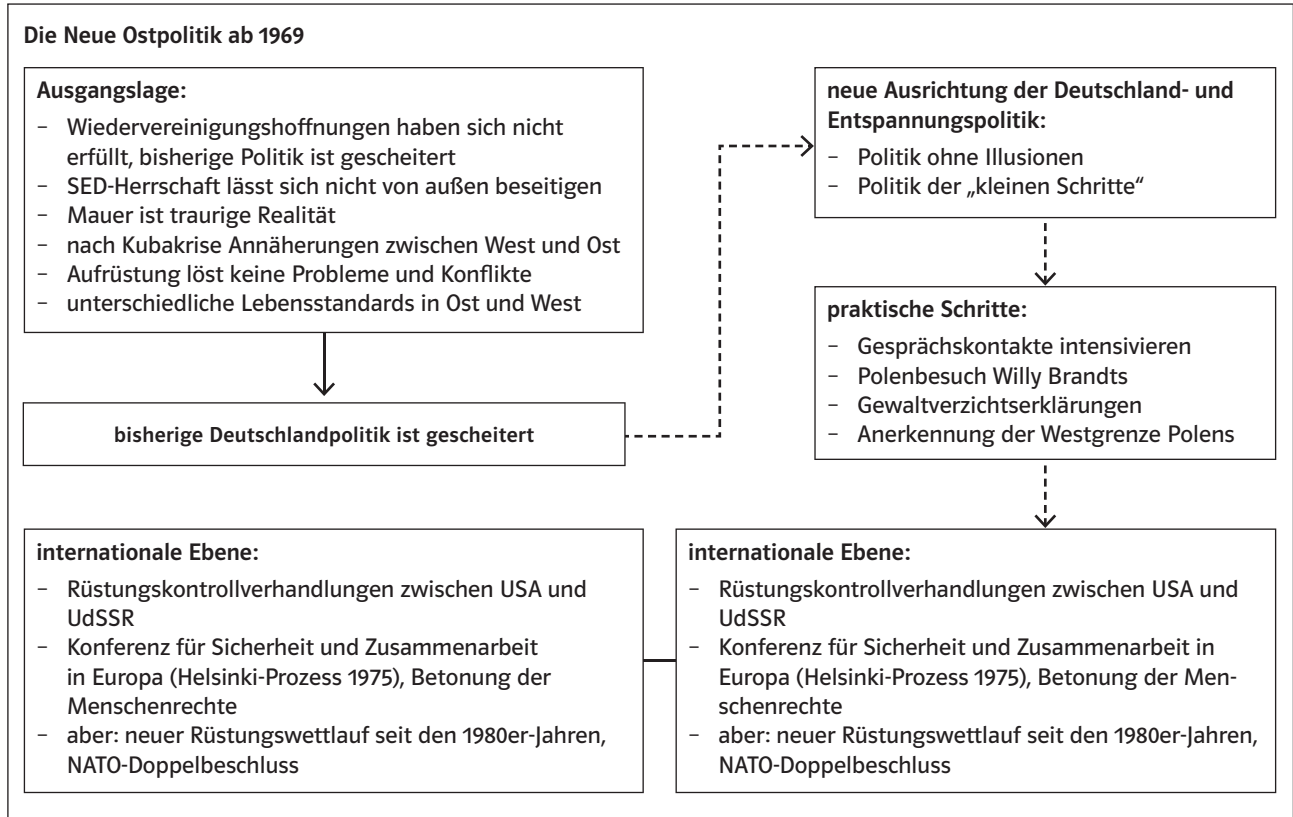 Die Neue Ostpolitik ab 1969
Ausgangslage:
– Wiedervereinigungshoffnungen haben sich nicht
erfüllt, bisherige Politik ist gescheitert
– SED-Herrschaft lässt sich nicht von außen beseitigen
– Mauer ist traurige Realität
– nach Kubakrise Annäherungen zwischen West und Ost
– Aufrüstung löst keine Probleme und Konflikte
– unterschiedliche Lebensstandards in Ost und West
bisherige Deutschlandpolitik ist gescheitert
neue Ausrichtung der Deutschland- und
Entspannungspolitik:
– Politik ohne Illusionen
– Politik der „kleinen Schritte“
praktische Schritte:
– Gesprächskontakte intensivieren
– Polenbesuch Willy Brandts
– Gewaltverzichtserklärungen
– Anerkennung der Westgrenze Polens
internationale Ebene:
– Rüstungskontrollverhandlungen zwischen USA und
UdSSR
– Konferenz für Sicherheit und Zusammenarbeit
in Europa (Helsinki-Prozess 1975), Betonung der
Menschenrechte
– aber: neuer Rüstungswettlauf seit den 1980er-Jahren,
NATO-Doppelbeschluss
internationale Ebene:
– Rüstungskontrollverhandlungen zwischen USA und
UdSSR
– Konferenz für Sicherheit und Zusammenarbeit in
Europa (Helsinki-Prozess 1975), Betonung der Men-
schenrechte
– aber: neuer Rüstungswettlauf seit den 1980er-Jahren,
NATO-Doppelbeschluss